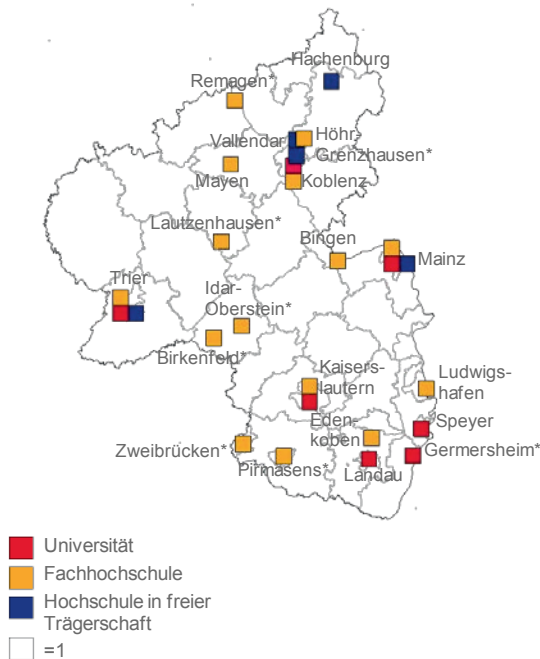 Hachenburg
Remagen*
Vallendar
Höhr-
Grenzhausen*
Mayen
Koblenz
Lautzenhausen*
Bingen
Mainz
Trier
Idar-
Oberstein*
Birkenfeld*
Kaisers-
lautern
Ludwigs-
hafen
Eden-
koben
Speyer
Zweibrücken*
Germersheim*
Pirmasens*
Landau
Universität
Fachhochschule
Hochschule in freier
Trägerschaft
=1